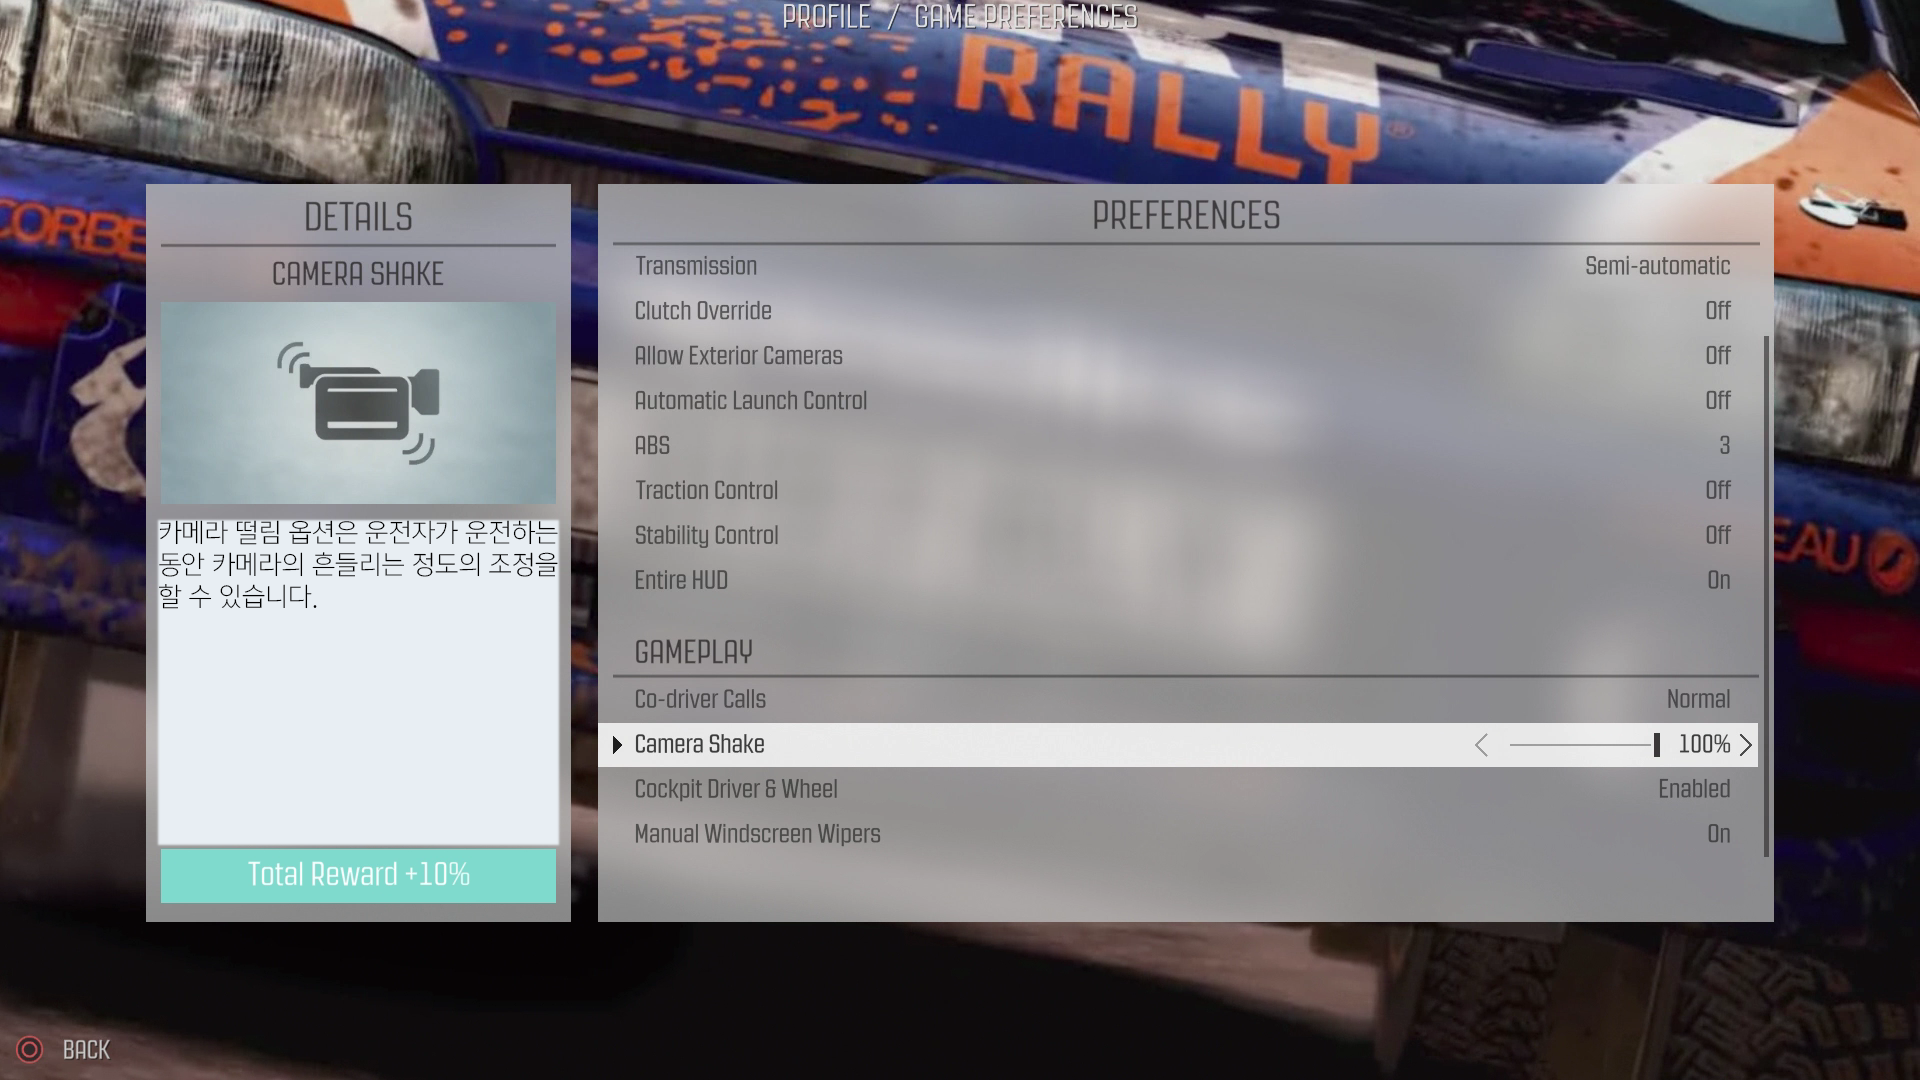 PROFILE / GAME PREFERENCES
RALLY®
CORBE
EAU
DETAILS
CAMERA SHAKE
카메라 떨림 옵션은 운전자가 운전하는
동안 카메라의 흔들리는 정도의 조정을
할 수 있습니다.
Total Reward +10%
PREFERENCES
Transmission Semi-automatic
Clutch Override Off
Allow Exterior Cameras Off
Automatic Launch Control Off
ABS 3
Traction Control Off
Stability Control Off
Entire HUD On
GAMEPLAY
Co-driver Calls Normal
Camera Shake 100%
Cockpit Driver & Wheel Enabled
Manual Windscreen Wipers On
BACK